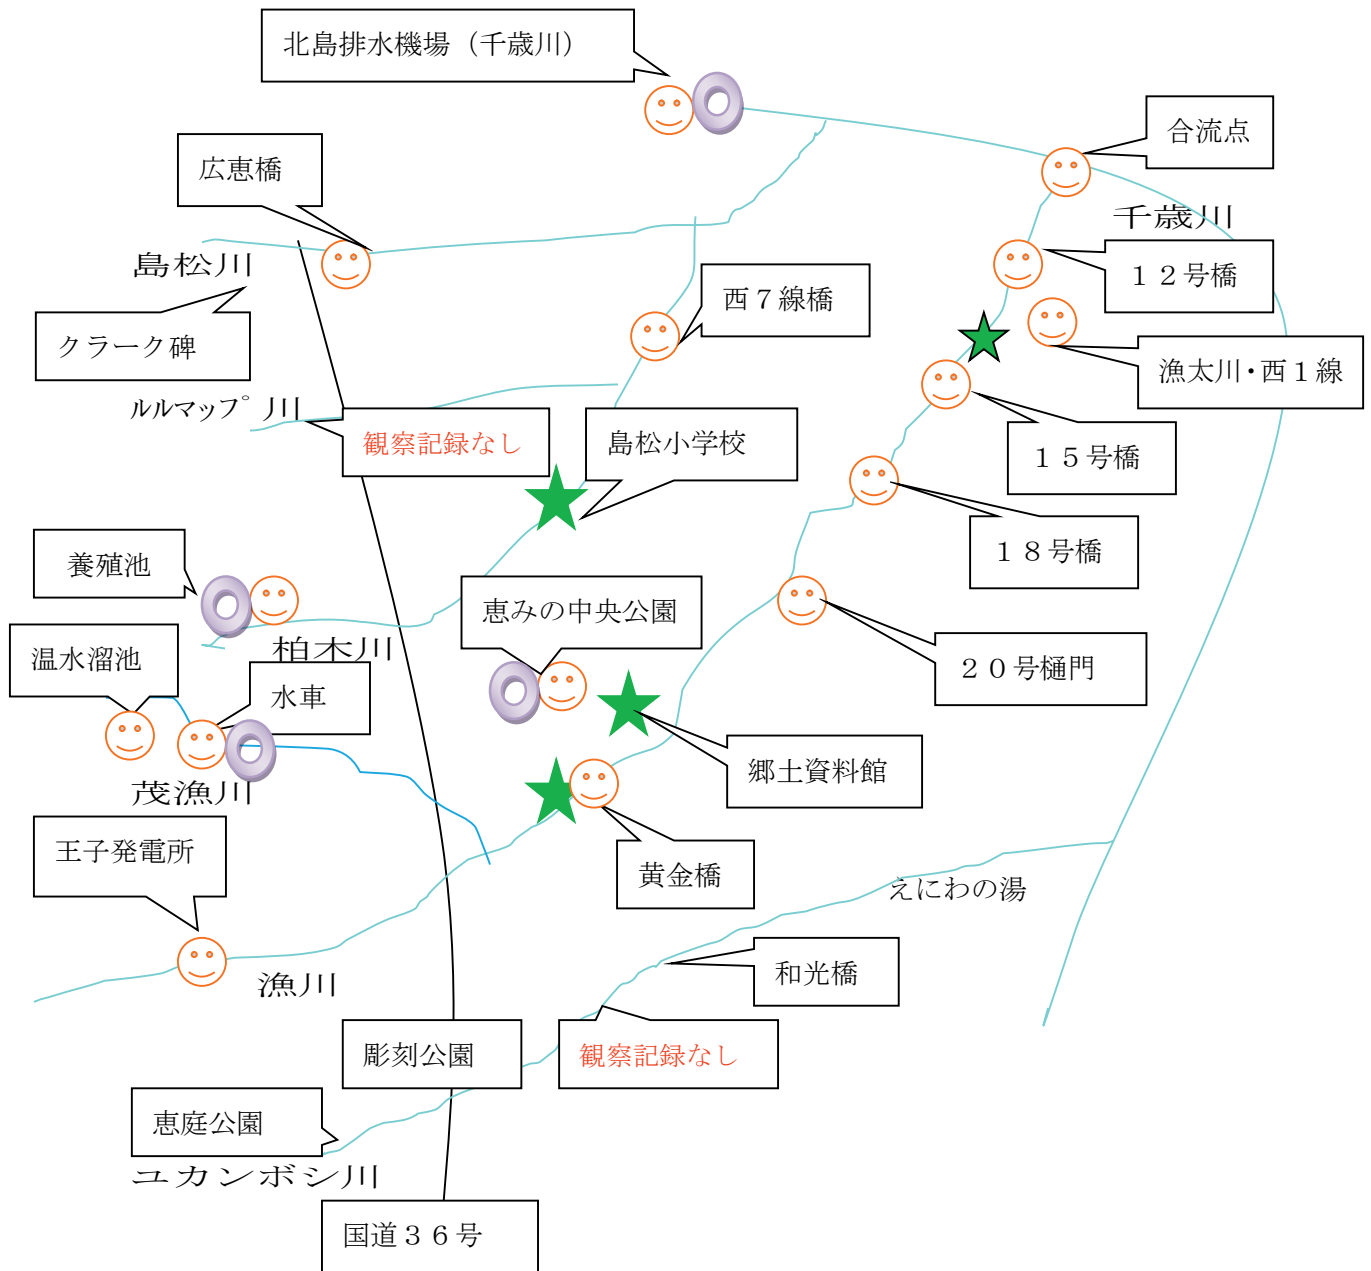 北島排水機場（千歳川）
合流点
広恵橋
千歳川
島松川
１２号橋
西７線橋
クラーク碑
漁太川・西１線
ルルマップ川
観察記録なし
島松小学校
１５号橋
１８号橋
養殖池
恵みの中央公園
柏木川
温水溜池
水車
２０号樋門
郷土資料館
茂漁川
王子発電所
黄金橋
えにわの湯
和光橋
漁川
彫刻公園
観察記録なし
恵庭公園
ユカンボシ川
国道３６号